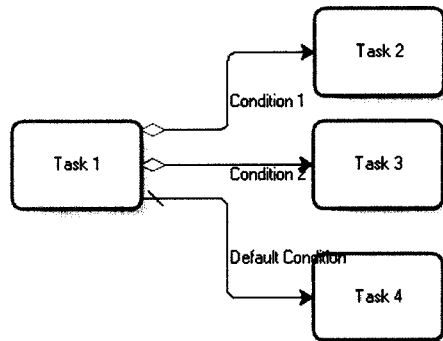 Task 2
Condition 1
Task 1
Task 3
Condition 2
Default Condition
Task 4